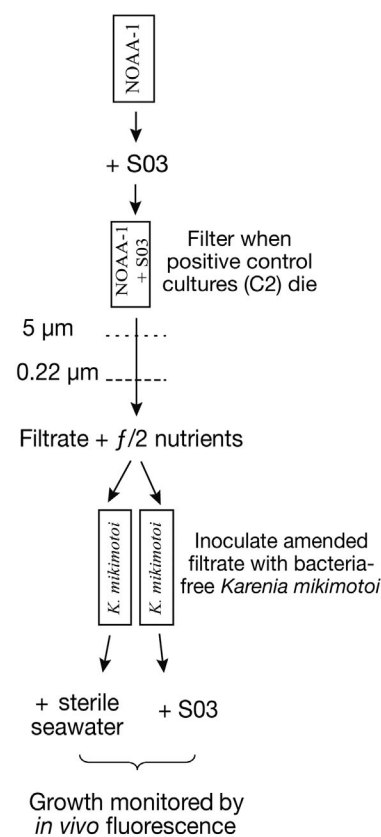 NOAA-1
+ S03
NOAA-1
+ S03
Filter when
positive control
cultures (C2) die
5 µm
0.22 µm
Filtrate + ƒ/2 nutrients
K. mikimotoi
K. mikimotoi
Inoculate amended
filtrate with bacteria-
free Karenia mikimotoi
+ sterile
seawater
+ S03
Growth monitored by
in vivo fluorescence